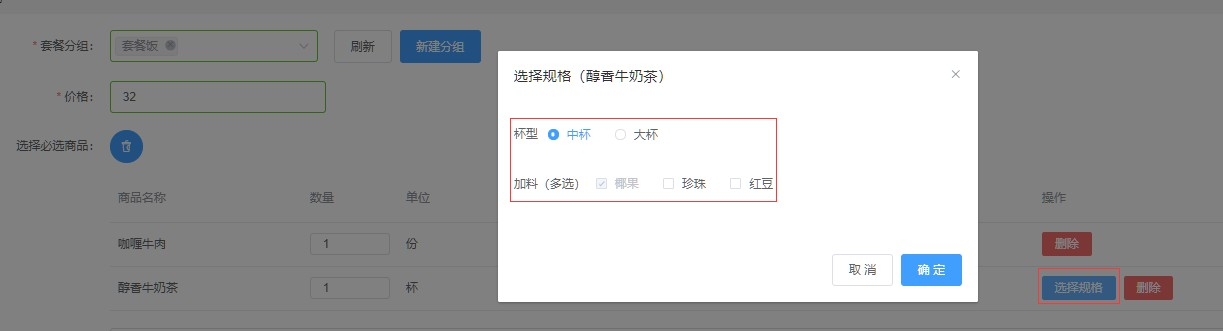 * 套餐分组： 套餐饭 刷新 新建分组
* 价格： 32
选择必选商品：
商品名称 数量 单位 操作
咖喱牛肉 1 份 删除
醇香牛奶茶 1 杯 选择规格 删除
选择规格（醇香牛奶茶）
杯型 中杯 大杯
加料（多选） 椰果 珍珠 红豆
取消 确定